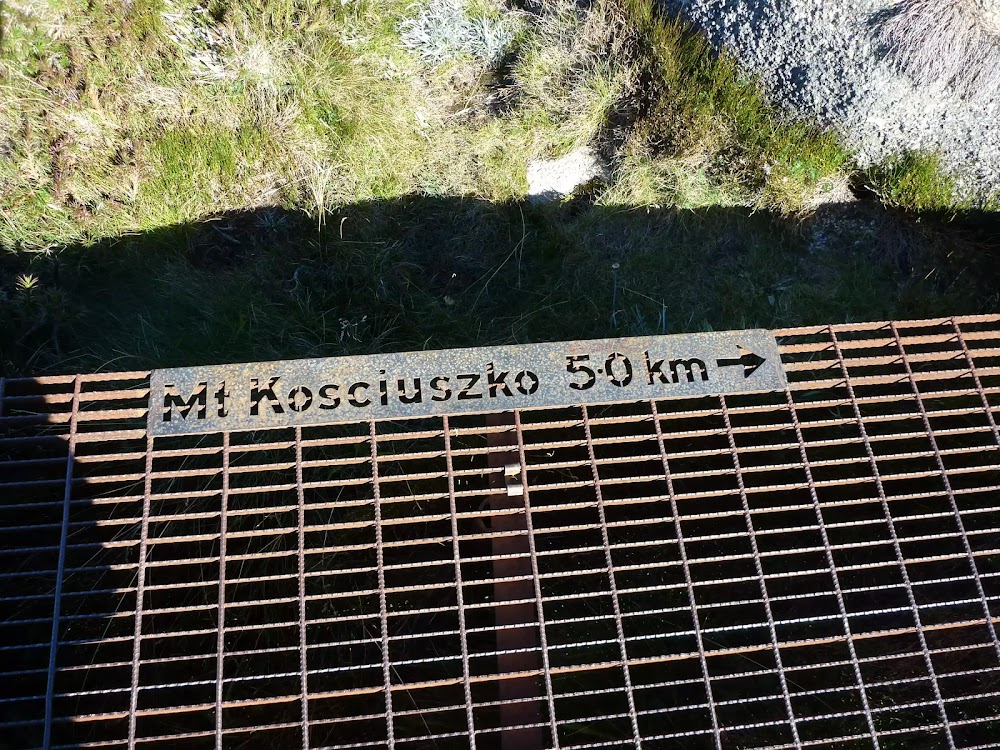 Mt Kosciuszko 5·0 km →